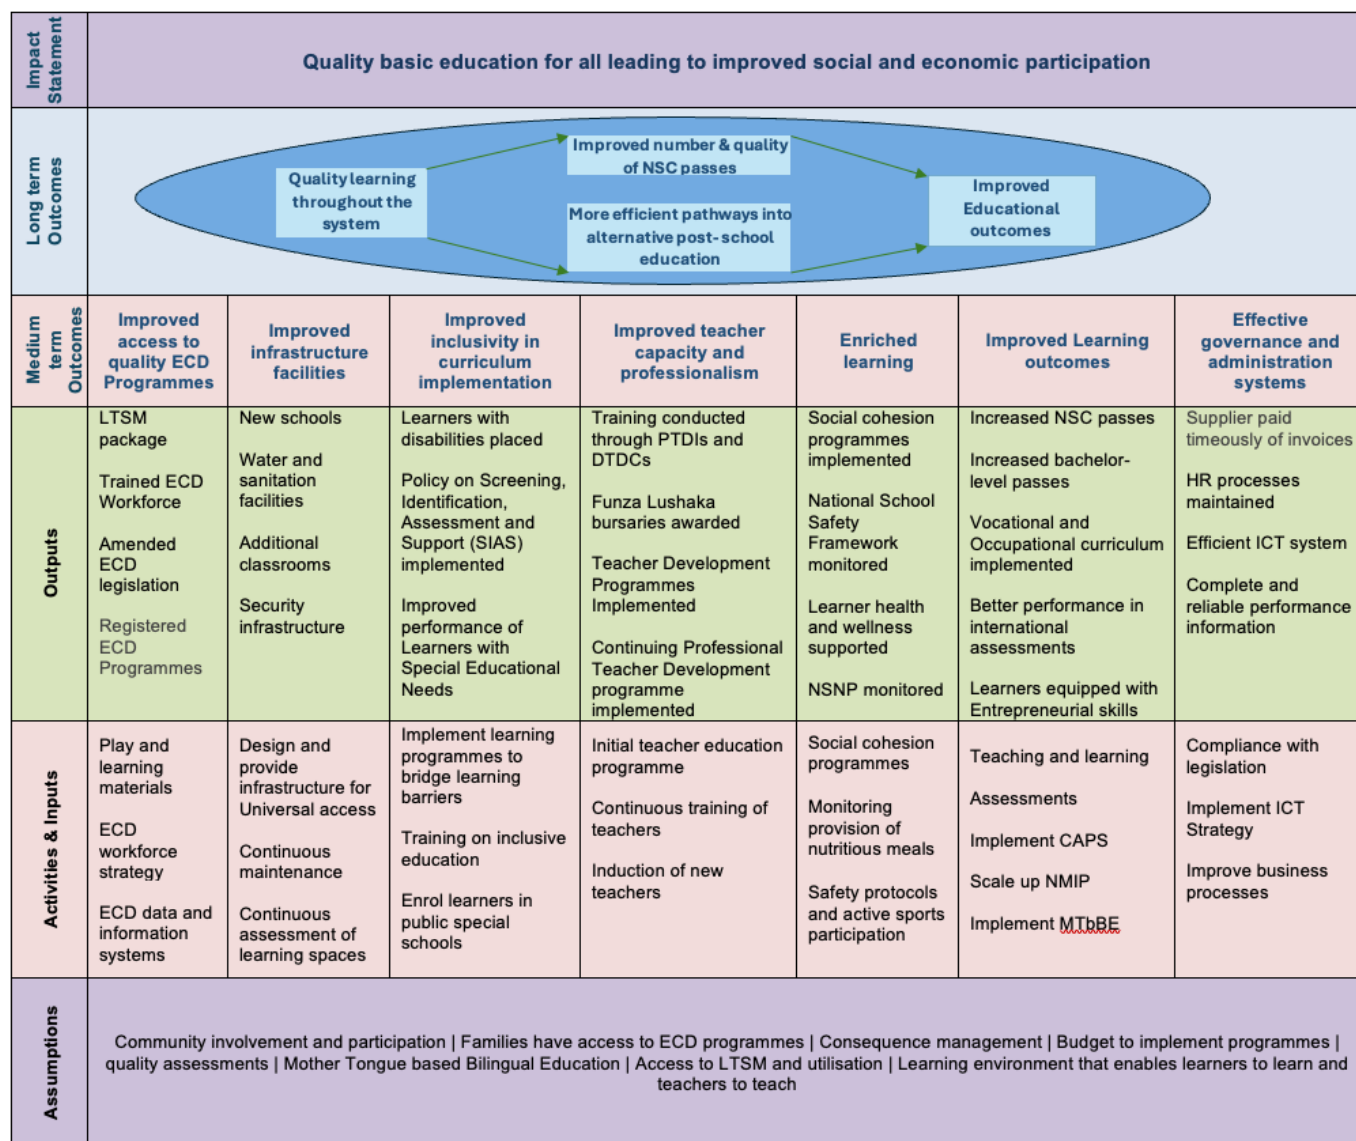 Impact
Statement
Quality basic education for all leading to improved social and economic participation
Long term
Outcomes
Quality learning
throughout the
system
Improved number & quality
of NSC passes
More efficient pathways into
alternative post- school
education
Improved
Educational
outcomes
Medium
term
Outcomes
Improved
access to
quality ECD
Programmes
Improved
infrastructure
facilities
Improved
inclusivity in
curriculum
implementation
Improved teacher
capacity and
professionalism
Enriched
learning
Improved Learning
outcomes
Effective
governance and
administration
systems
Outputs
LTSM
package
Trained ECD
Workforce
Amended
ECD
legislation
Registered
ECD
Programmes
New schools
Water and
sanitation
facilities
Additional
classrooms
Security
infrastructure
Learners with
disabilities placed
Policy on Screening,
Identification,
Assessment and
Support (SIAS)
implemented
Improved
performance of
Learners with
Special Educational
Needs
Training conducted
through PTDIs and
DTDCs
Funza Lushaka
bursaries awarded
Teacher Development
Programmes
Implemented
Continuing Professional
Teacher Development
programme
implemented
Social cohesion
programmes
implemented
National School
Safety
Framework
monitored
Learner health
and wellness
supported
NSNP monitored
Increased NSC passes
Increased bachelor-
level passes
Vocational and
Occupational curriculum
implemented
Better performance in
international
assessments
Learners equipped with
Entrepreneurial skills
Supplier paid
timeously of invoices
HR processes
maintained
Efficient ICT system
Complete and
reliable performance
information
Activities & Inputs
Play and
learning
materials
ECD
workforce
strategy
ECD data and
information
systems
Design and
provide
infrastructure for
Universal access
Continuous
maintenance
Continuous
assessment of
learning spaces
Implement learning
programmes to
bridge learning
barriers
Training on inclusive
education
Enrol learners in
public special
schools
Initial teacher education
programme
Continuous training of
teachers
Induction of new
teachers
Social cohesion
programmes
Monitoring
provision of
nutritious meals
Safety protocols
and active sports
participation
Teaching and learning
Assessments
Implement CAPS
Scale up NMIP
Implement MTbBE
Compliance with
legislation
Implement ICT
Strategy
Improve business
processes
Assumptions
Community involvement and participation | Families have access to ECD programmes | Consequence management | Budget to implement programmes |
quality assessments | Mother Tongue based Bilingual Education | Access to LTSM and utilisation | Learning environment that enables learners to learn and
teachers to teach